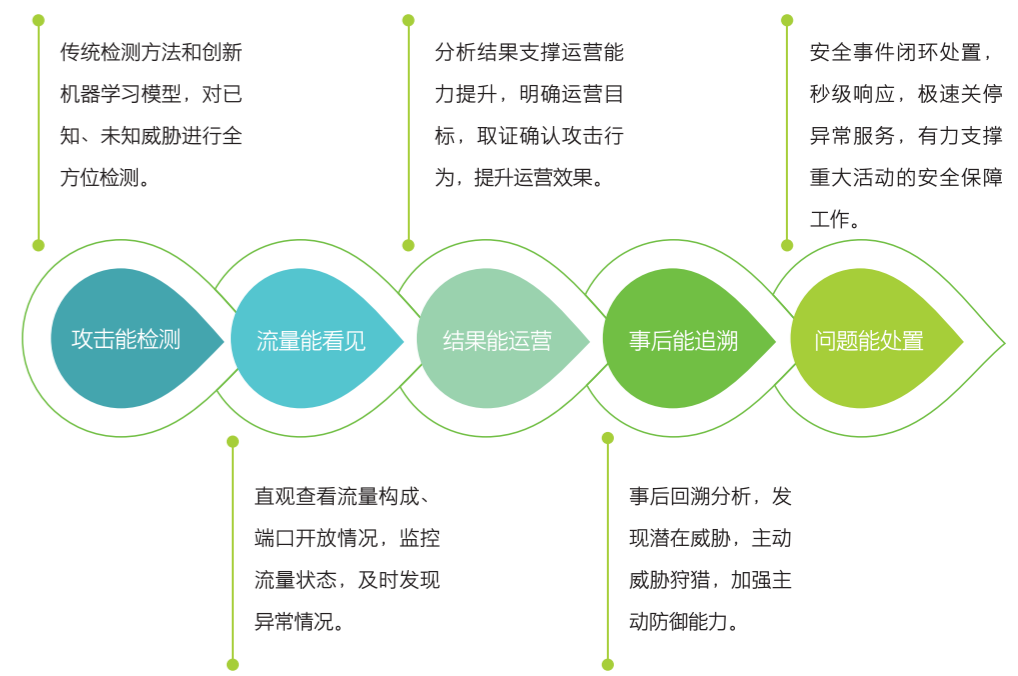 传统检测方法和创新
机器学习模型，对已
知、未知威胁进行全
方位检测。
分析结果支撑运营能
力提升，明确运营目
标，取证确认攻击行
为，提升运营效果。
安全事件闭环处置，
秒级响应，极速关停
异常服务，有力支撑
重大活动的安全保障
工作。
攻击能检测
流量能看见
结果能运营
事后能追溯
问题能处置
直观查看流量构成、
端口开放情况，监控
流量状态，及时发现
异常情况。
事后回溯分析，发
现潜在威胁，主动
威胁狩猎，加强主
动防御能力。